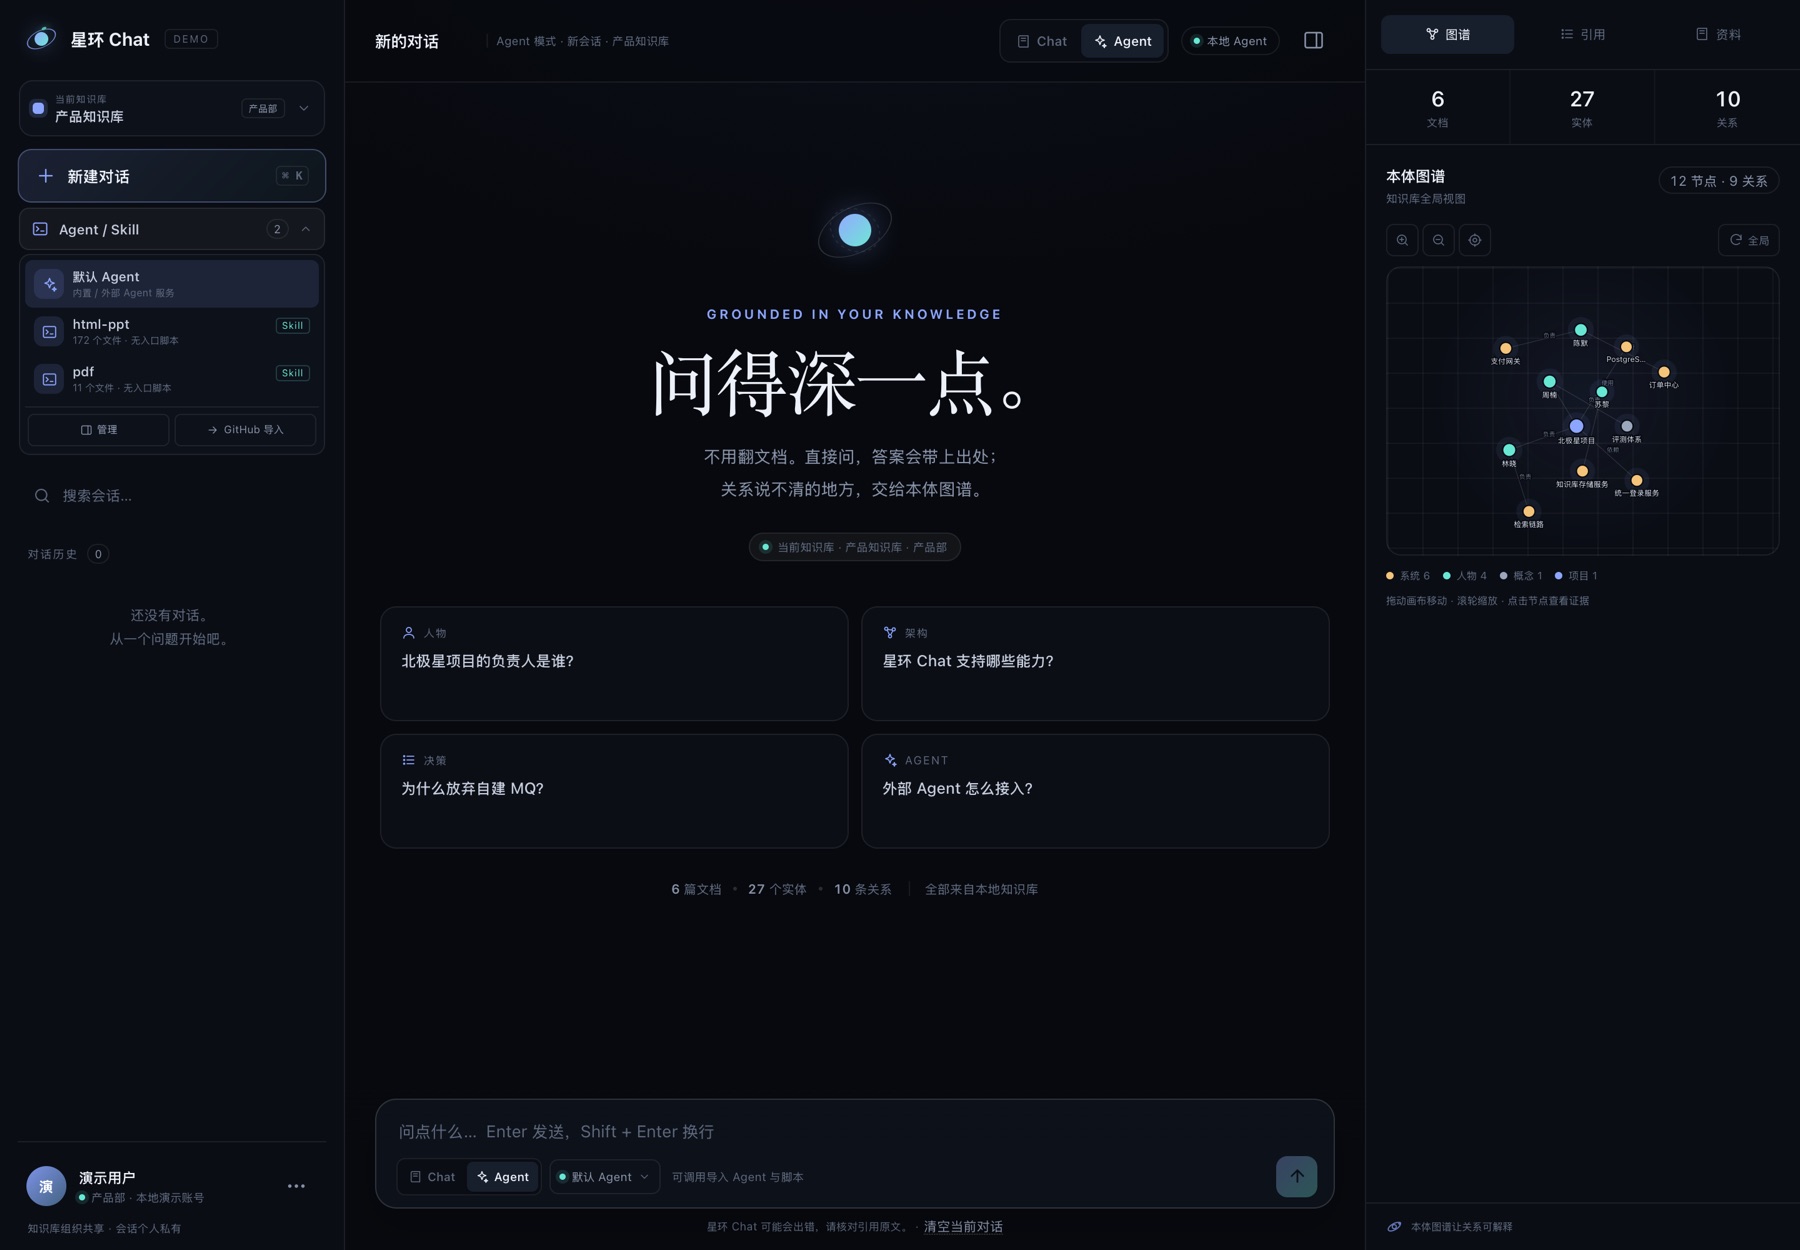 星环 Chat DEMO
当前知识库
产品知识库 产品部
新建对话 ⌘ K
Agent / Skill 2
默认 Agent
内置 / 外部 Agent 服务
html-ppt Skill
172 个文件 · 无入口脚本
pdf Skill
11 个文件 · 无入口脚本
管理 GitHub 导入
搜索会话...
对话历史 0
还没有对话。
从一个问题开始吧。
演 演示用户
产品部 · 本地演示账号
知识库组织共享 · 会话个人私有
新的对话 Agent 模式 · 新会话 · 产品知识库 Chat Agent 本地 Agent
GROUNDED IN YOUR KNOWLEDGE
问得深一点。
不用翻文档。直接问，答案会带上出处；
关系说不清的地方，交给本体图谱。
当前知识库 · 产品知识库 · 产品部
人物
北极星项目的负责人是谁?
架构
星环 Chat 支持哪些能力?
决策
为什么放弃自建 MQ?
AGENT
外部 Agent 怎么接入?
6 篇文档 • 27 个实体 • 10 条关系 全部来自本地知识库
问点什么... Enter 发送，Shift + Enter 换行
Chat Agent 默认 Agent 可调用导入 Agent 与脚本
星环 Chat 可能会出错，请核对引用原文。 · 清空当前对话
图谱 引用 资料
6 27 10
文档 实体 关系
本体图谱 12 节点 · 9 关系
知识库全局视图
全局
负责
陈默
支付网关
PostgreS...
订单中心
使用
周楠
苏黎
负责
北极星项目
评测体系
依赖
林晓
负责
知识库存储服务
统一登录服务
检索链路
系统 6 人物 4 概念 1 项目 1
拖动画布移动 · 滚轮缩放 · 点击节点查看证据
本体图谱让关系可解释